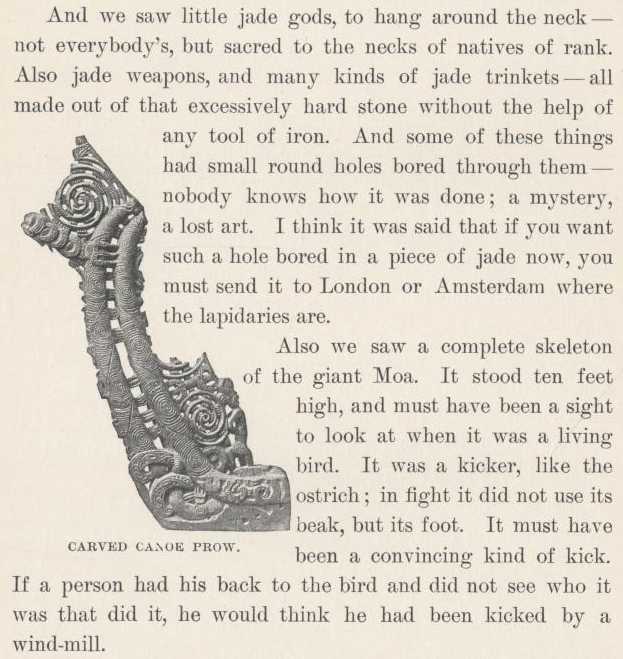 And we saw little jade gods, to hang around the neck —
not everybody's, but sacred to the necks of natives of rank.
Also jade weapons, and many kinds of jade trinkets — all
made out of that excessively hard stone without the help of
any tool of iron. And some of these things
had small round holes bored through them —
nobody knows how it was done; a mystery,
a lost art. I think it was said that if you want
such a hole bored in a piece of jade now, you
must send it to London or Amsterdam where
the lapidaries are.
Also we saw a complete skeleton
of the giant Moa. It stood ten feet
high, and must have been a sight
to look at when it was a living
bird. It was a kicker, like the
ostrich; in fight it did not use its
beak, but its foot. It must have
been a convincing kind of kick.
If a person had his back to the bird and did not see who it
was that did it, he would think he had been kicked by a
wind-mill.
CARVED CANOE PROW.